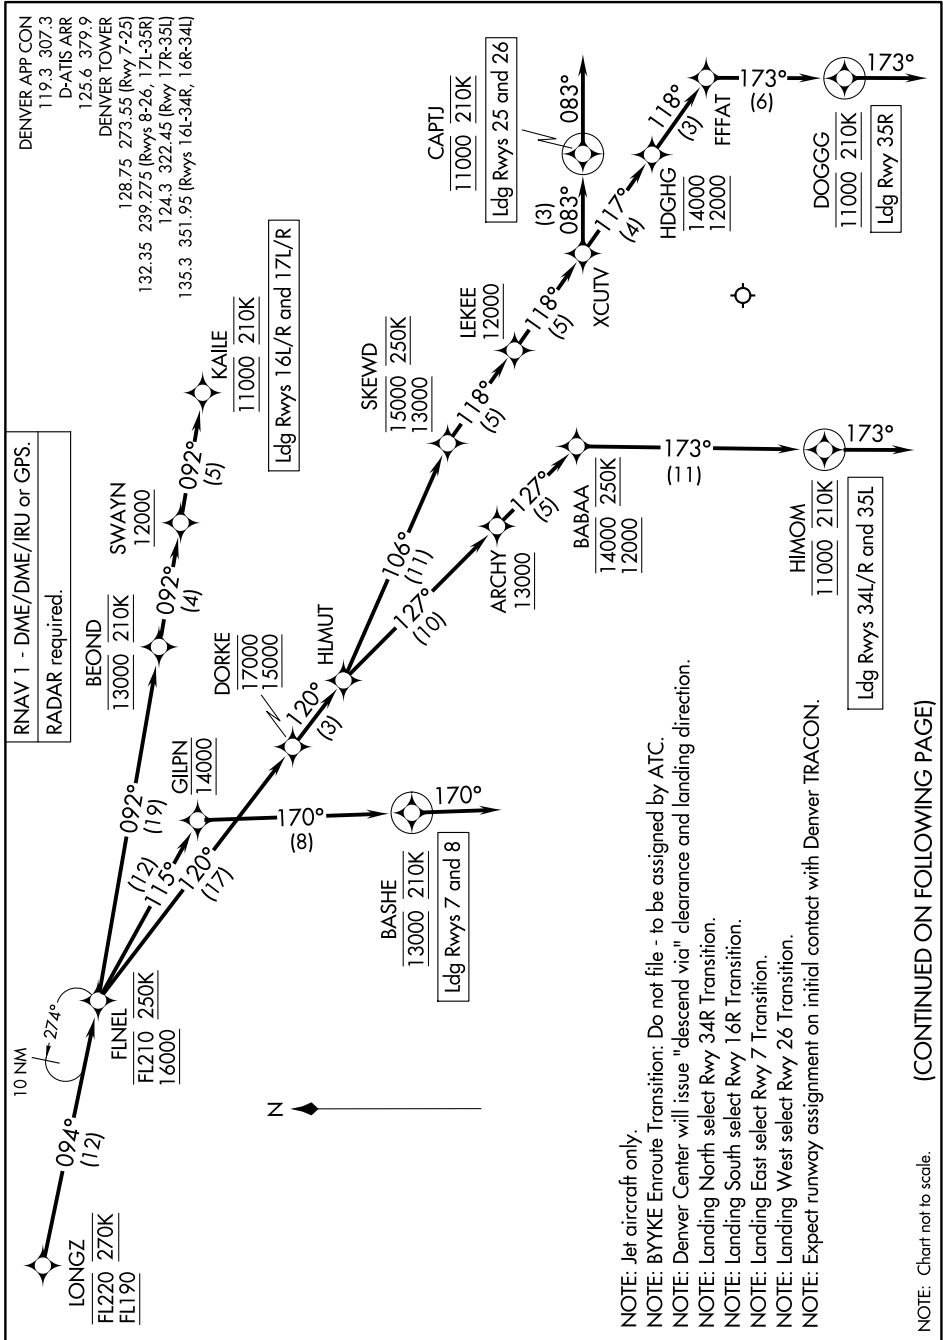 DENVER APP CON
119.3 307.3
D-ATIS ARR
125.6 379.9
DENVER TOWER
128.75 273.55 (Rwy 7-25)
132.35 239.275 (Rwys 8-26, 17L-35R)
124.3 322.45 (Rwy 17R-35L)
135.3 351.95 (Rwys 16L-34R, 16R-34L)
RNAV 1 - DME/DME/IRU or GPS.
RADAR required.
LONGZ
FL220 270K
FL190
094°
(12)
10 NM
274°
FLNEL
FL210 250K
16000
092°
(19)
BEOND
13000 210K
092°
(4)
SWAYN
12000
092°
(5)
KAILE
11000 210K
Ldg Rwys 16L/R and 17L/R
(12)
115°
GILPN
14000
170°
(8)
BASHE
13000 210K
Ldg Rwys 7 and 8
170°
120°
(17)
DORKE
17000
15000
120°
(3)
HLMUT
106°
(11)
SKEWD
15000 250K
13000
118°
(5)
LEKEE
12000
118°
(5)
XCUTV
(3)
083°
CAPTJ
11000 210K
Ldg Rwys 25 and 26
083°
117°
(4)
HDGHG
14000
12000
118°
(3)
FFFAT
173°
(6)
DOGGG
11000 210K
Ldg Rwy 35R
173°
127°
(10)
ARCHY
13000
127°
(5)
BABAA
14000 250K
12000
173°
(11)
HIMOM
11000 210K
Ldg Rwys 34L/R and 35L
173°
N
NOTE: Jet aircraft only.
NOTE: BYYKE Enroute Transition: Do not file - to be assigned by ATC.
NOTE: Denver Center will issue "descend via" clearance and landing direction.
NOTE: Landing North select Rwy 34R Transition.
NOTE: Landing South select Rwy 16R Transition.
NOTE: Landing East select Rwy 7 Transition.
NOTE: Landing West select Rwy 26 Transition.
NOTE: Expect runway assignment on initial contact with Denver TRACON.
NOTE: Chart not to scale.
(CONTINUED ON FOLLOWING PAGE)